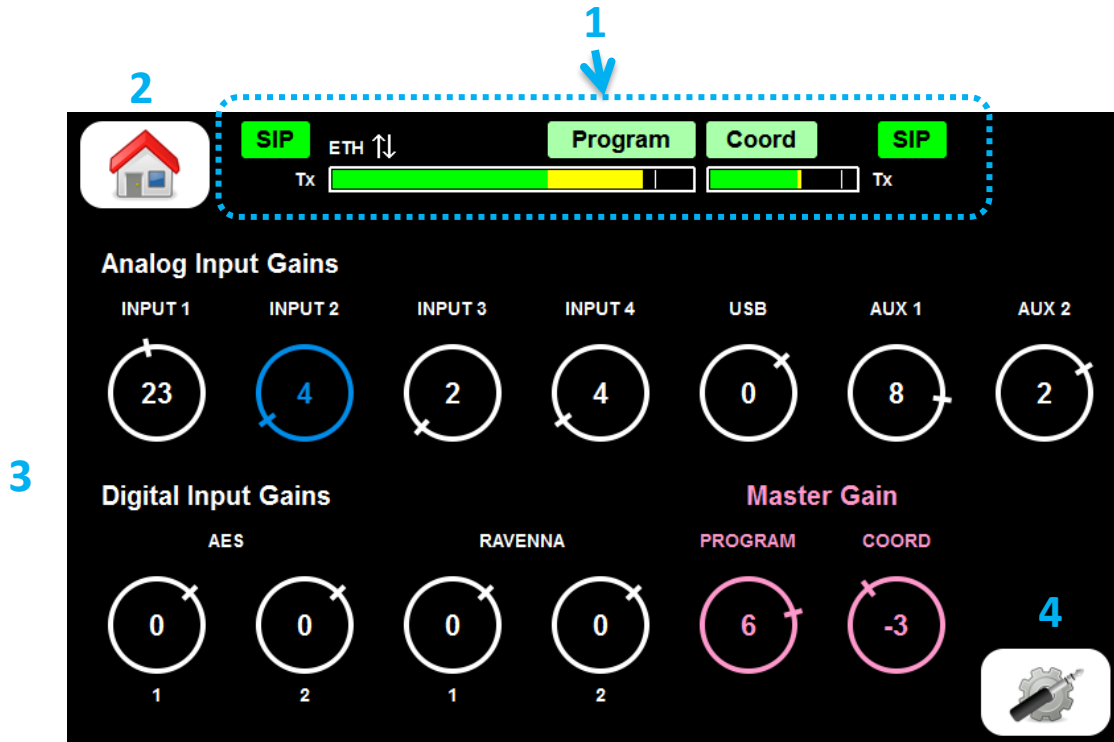 1
2
SIP ETH Program Coord SIP
Tx Tx
Analog Input Gains
INPUT 1 INPUT 2 INPUT 3 INPUT 4 USB AUX 1 AUX 2
23 4 2 4 0 8 2
3
Digital Input Gains Master Gain
AES RAVENNA PROGRAM COORD
0 0 0 0 6 -3
4
1 2 1 2